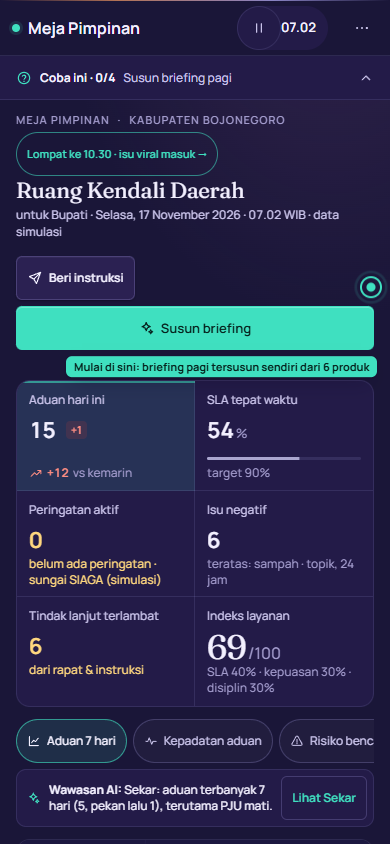 Meja Pimpinan
07.02
Coba ini · 0/4 Susun briefing pagi
MEJA PIMPINAN · KABUPATEN BOJONEGORO
Lompat ke 10.30 · isu viral masuk →
Ruang Kendali Daerah
untuk Bupati · Selasa, 17 November 2026 · 07.02 WIB · data
simulasi
Beri instruksi
Susun briefing
Mulai di sini: briefing pagi tersusun sendiri dari 6 produk
Aduan hari ini
15 +1
+12 vs kemarin
SLA tepat waktu
54%
target 90%
Peringatan aktif
0
belum ada peringatan ·
sungai SIAGA (simulasi)
Isu negatif
6
teratas: sampah · topik, 24
jam
Tindak lanjut terlambat
6
dari rapat & instruksi
Indeks layanan
69/100
SLA 40% · kepuasan 30% ·
disiplin 30%
Aduan 7 hari
Kepadatan aduan
Risiko benc
Wawasan AI: Sekar: aduan terbanyak 7
hari (5, pekan lalu 1), terutama PJU mati.
Lihat Sekar